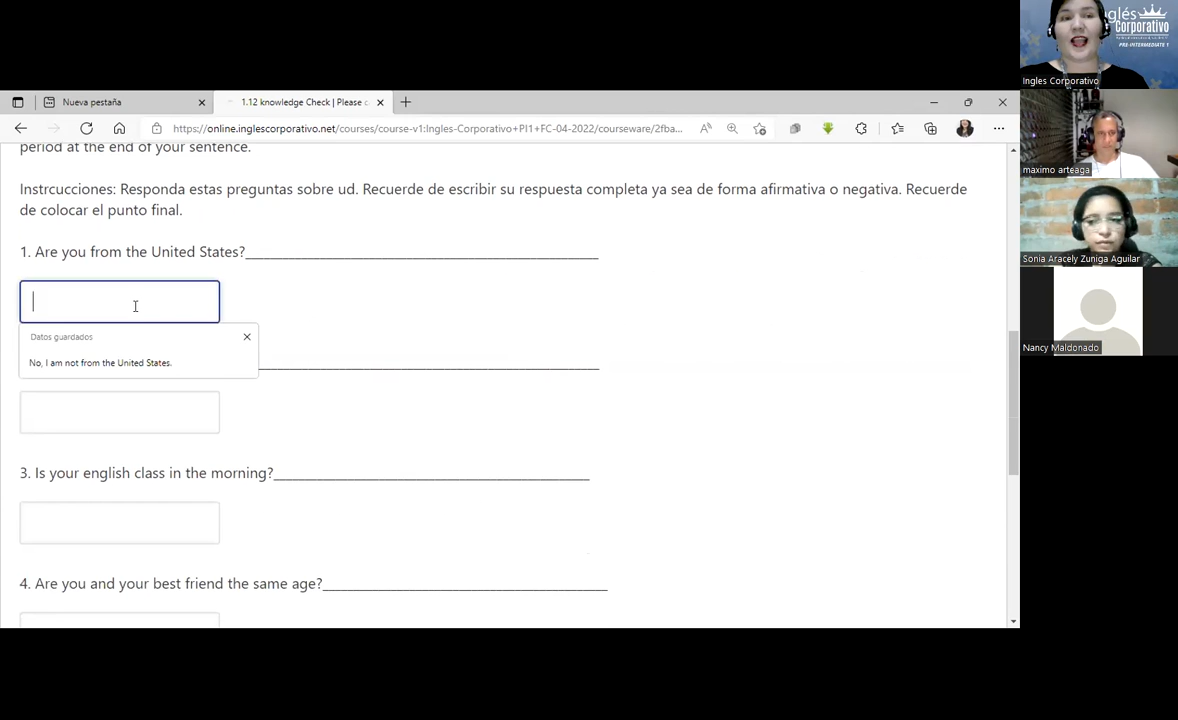 glés
Corporativo
PRE-INTERMEDIATE 1
Ingles Corporativo
Nueva pestaña
1.12 knowledge Check | Please c
https://online.inglescorporativo.net/courses/course-v1:Ingles-Corporativo+PI1+FC-04-2022/courseware/2fba...
maximo arteaga
period at the end of your sentence.
Instrcucciones: Responda estas preguntas sobre ud. Recuerde de escribir su respuesta completa ya sea de forma afirmativa o negativa. Recuerde
de colocar el punto final.
1. Are you from the United States?
Sonia Aracely Zuniga Aguilar
Datos guardados
No, I am not from the United States.
Nancy Maldonado
3. Is your english class in the morning?
4. Are you and your best friend the same age?